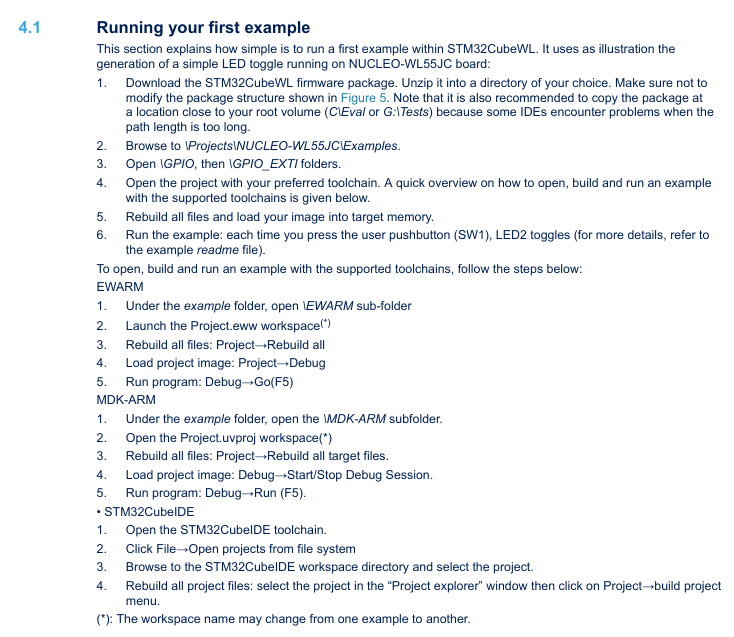 4.1 Running your first example
This section explains how simple is to run a first example within STM32CubeWL. It uses as illustration the
generation of a simple LED toggle running on NUCLEO-WL55JC board:
1. Download the STM32CubeWL firmware package. Unzip it into a directory of your choice. Make sure not to
modify the package structure shown in Figure 5. Note that it is also recommended to copy the package at
a location close to your root volume (C\Eval or G:\Tests) because some IDEs encounter problems when the
path length is too long.
2. Browse to \Projects\NUCLEO-WL55JC\Examples.
3. Open \GPIO, then \GPIO_EXTI folders.
4. Open the project with your preferred toolchain. A quick overview on how to open, build and run an example
with the supported toolchains is given below.
5. Rebuild all files and load your image into target memory.
6. Run the example: each time you press the user pushbutton (SW1), LED2 toggles (for more details, refer to
the example readme file).
To open, build and run an example with the supported toolchains, follow the steps below:
EWARM
1. Under the example folder, open \EWARM sub-folder
2. Launch the Project.eww workspace(*)
3. Rebuild all files: Project→Rebuild all
4. Load project image: Project→Debug
5. Run program: Debug→Go(F5)
MDK-ARM
1. Under the example folder, open the \MDK-ARM subfolder.
2. Open the Project.uvproj workspace(*)
3. Rebuild all files: Project→Rebuild all target files.
4. Load project image: Debug→Start/Stop Debug Session.
5. Run program: Debug→Run (F5).
• STM32CubeIDE
1. Open the STM32CubeIDE toolchain.
2. Click File→Open projects from file system
3. Browse to the STM32CubeIDE workspace directory and select the project.
4. Rebuild all project files: select the project in the “Project explorer” window then click on Project→build project
menu.
(*): The workspace name may change from one example to another.